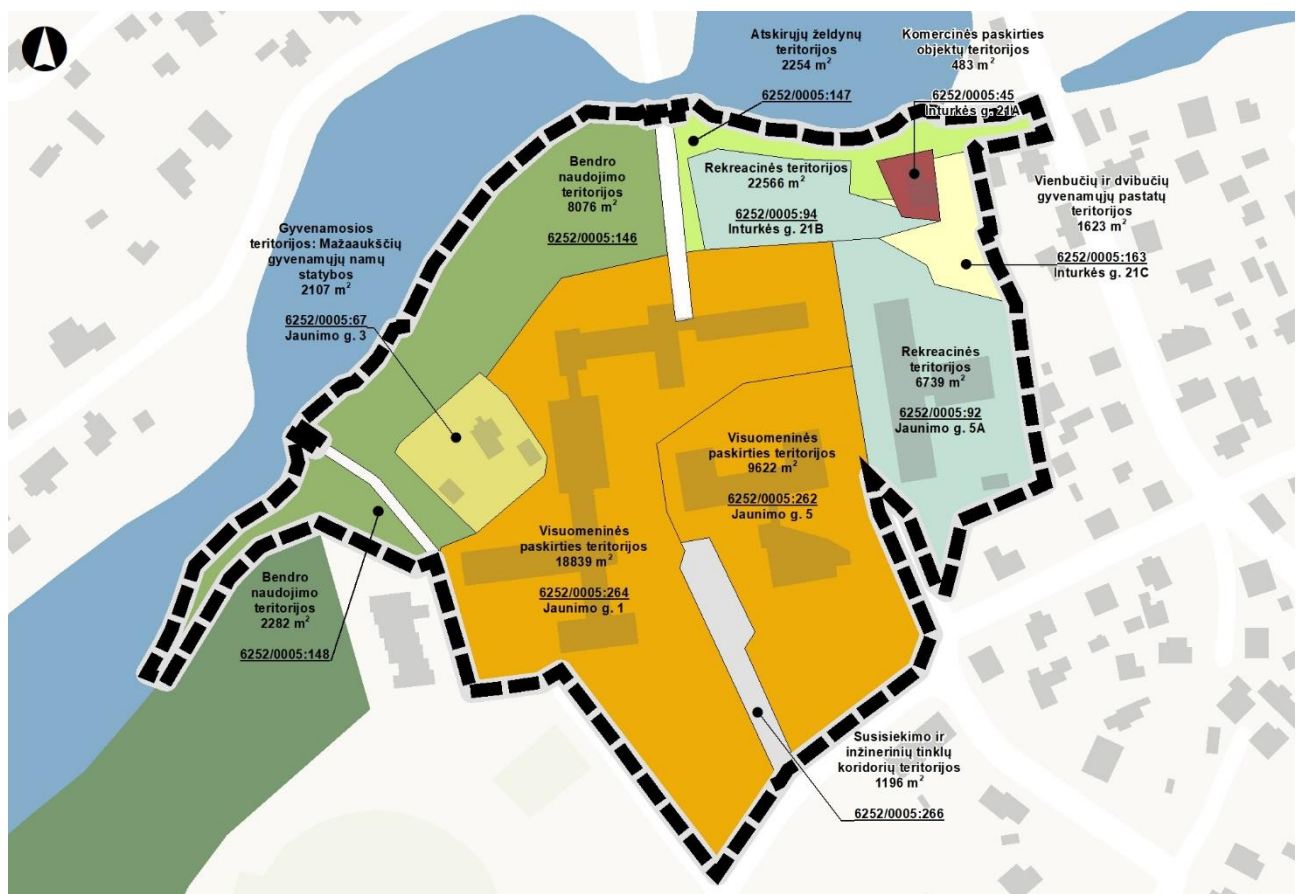 Atskirųjų želdynų
teritorijos
2254 m²
6252/0005:147
Komercinės paskirties
objektų teritorijos
483 m²
6252/0005:45
Inturkės g. 21A
Bendro
naudojimo
teritorijos
8076 m²
6252/0005:146
Rekreacinės teritorijos
22566 m²
6252/0005:94
Inturkės g. 21B
Vienbučių ir dvibučių
gyvenamųjų pastatų
teritorijos
1623 m²
6252/0005:163
Inturkės g. 21C
Gyvenamosios
teritorijos: Mažaaukščių
gyvenamųjų namų
statybos
2107 m²
6252/0005:67
Jaunimo g. 3
Rekreacinės
teritorijos
6739 m²
6252/0005:92
Jaunimo g. 5A
Visuomeninės
paskirties teritorijos
9622 m²
6252/0005:262
Jaunimo g. 5
Visuomeninės
paskirties teritorijos
18839 m²
6252/0005:264
Jaunimo g. 1
Bendro
naudojimo
teritorijos
2282 m²
6252/0005:148
Susisiekimo ir
inžinerinių tinklų
koridorių teritorijos
1196 m²
6252/0005:266